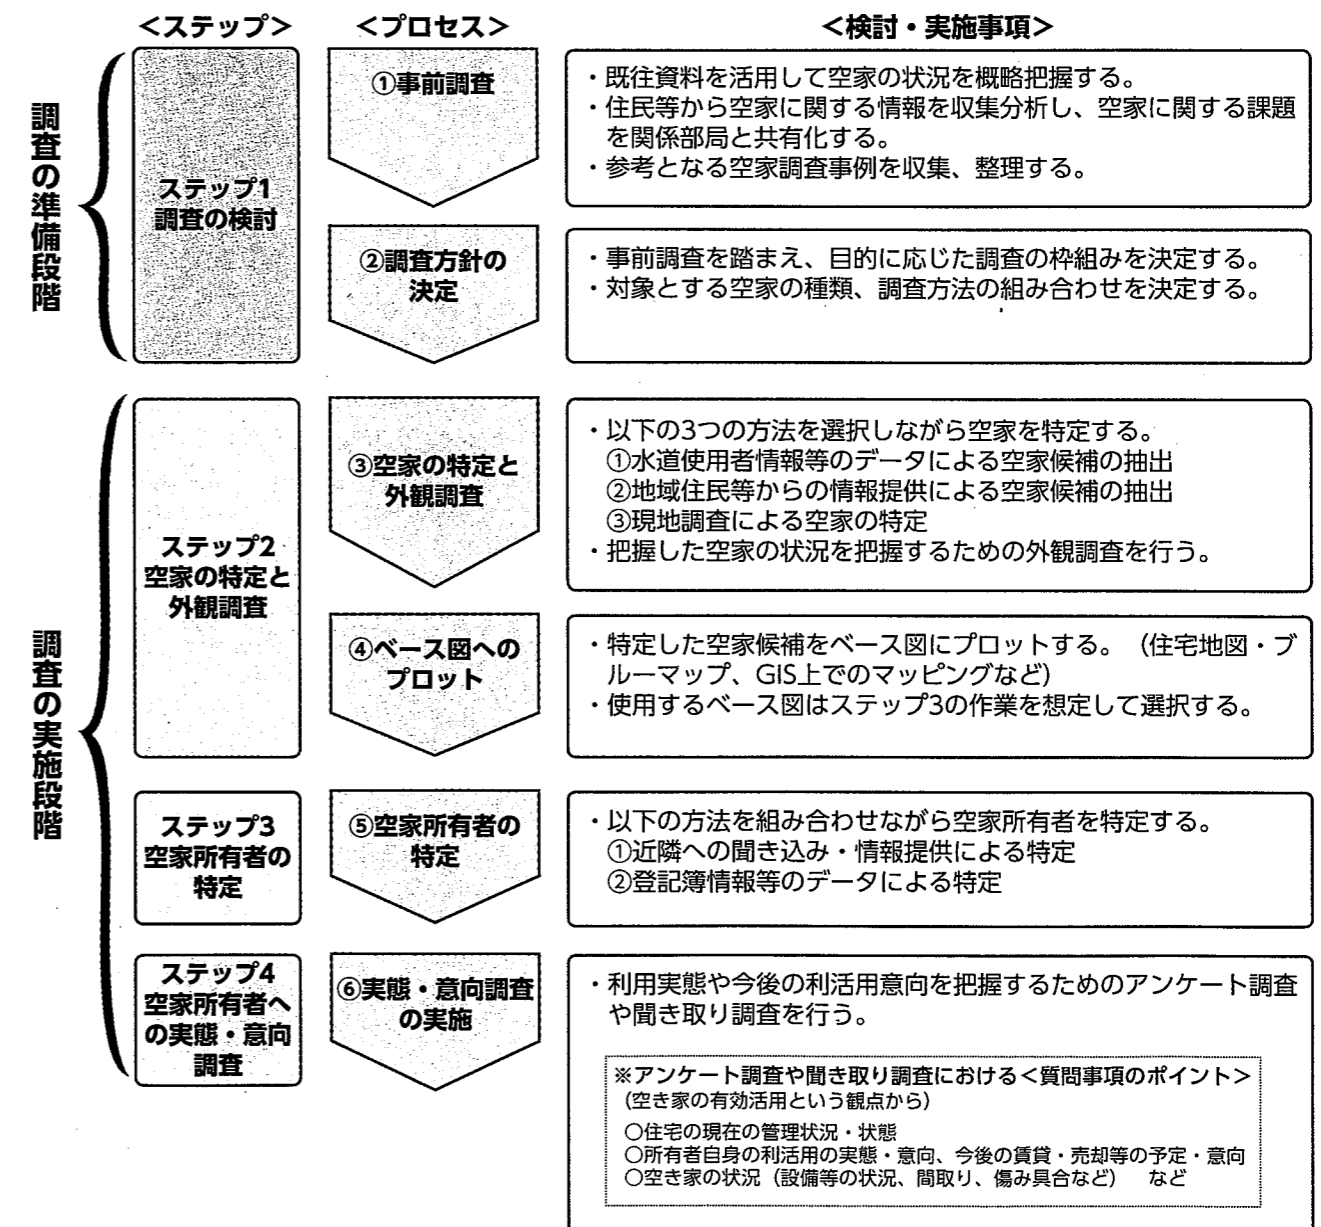 ＜ステップ＞
＜プロセス＞
＜検討・実施事項＞
調査の準備段階
ステップ1
調査の検討
①事前調査
・既往資料を活用して空家の状況を概略把握する。
・住民等から空家に関する情報を収集分析し、空家に関する課題
を関係部局と共有化する。
・参考となる空家調査事例を収集、整理する。
②調査方針の
決定
・事前調査を踏まえ、目的に応じた調査の枠組みを決定する。
・対象とする空家の種類、調査方法の組み合わせを決定する。
調査の実施段階
ステップ2
空家の特定と
外観調査
③空家の特定と
外観調査
・以下の3つの方法を選択しながら空家を特定する。
①水道使用者情報等のデータによる空家候補の抽出
②地域住民等からの情報提供による空家候補の抽出
③現地調査による空家の特定
・把握した空家の状況を把握するための外観調査を行う。
④ベース図への
プロット
・特定した空家候補をベース図にプロットする。（住宅地図・ブ
ルーマップ、GIS上でのマッピングなど）
・使用するベース図はステップ3の作業を想定して選択する。
ステップ3
空家所有者の
特定
⑤空家所有者の
特定
・以下の方法を組み合わせながら空家所有者を特定する。
①近隣への聞き込み・情報提供による特定
②登記簿情報等のデータによる特定
ステップ4
空家所有者へ
の実態・意向
調査
⑥実態・意向調査
の実施
・利用実態や今後の利活用意向を把握するためのアンケート調査
や聞き取り調査を行う。
※アンケート調査や聞き取り調査における＜質問事項のポイント＞
（空き家の有効活用という観点から）
○住宅の現在の管理状況・状態
○所有者自身の利活用の実態・意向、今後の賃貸・売却等の予定・意向
○空き家の状況（設備等の状況、間取り、傷み具合など）　など